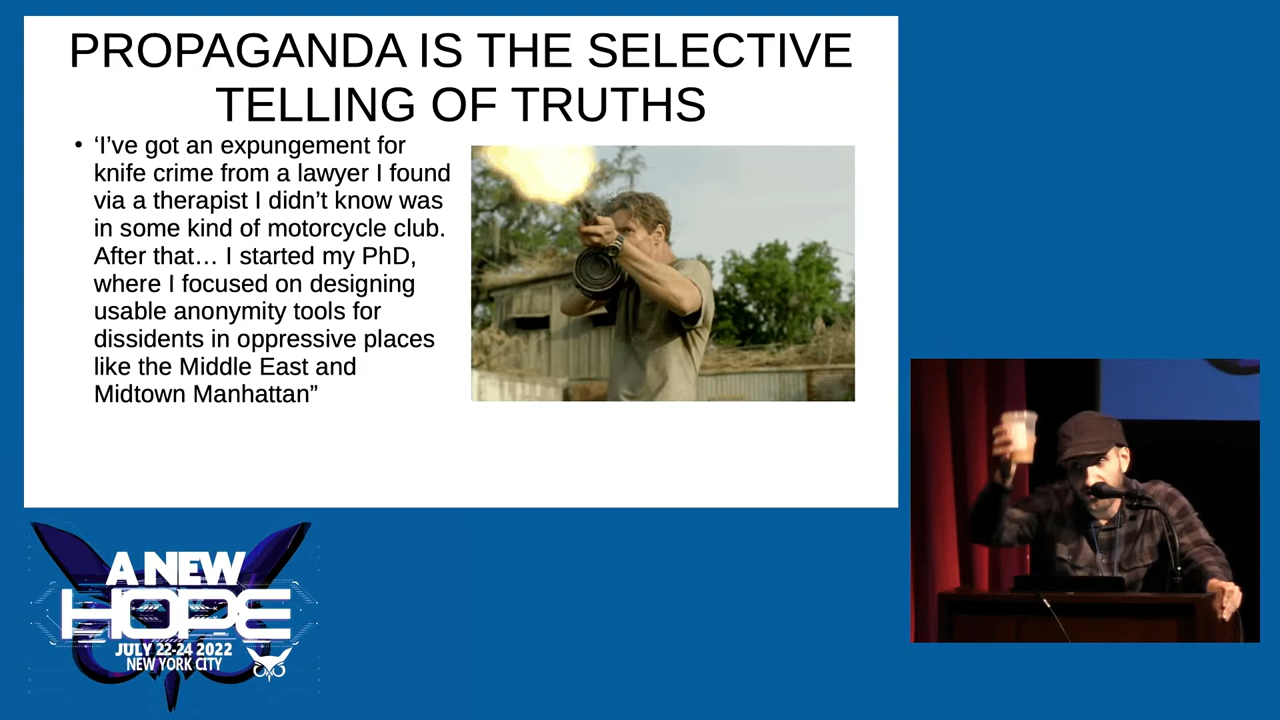 PROPAGANDA IS THE SELECTIVE
TELLING OF TRUTHS
• ‘I’ve got an expungement for
knife crime from a lawyer I found
via a therapist I didn’t know was
in some kind of motorcycle club.
After that… I started my PhD,
where I focused on designing
usable anonymity tools for
dissidents in oppressive places
like the Middle East and
Midtown Manhattan”
A NEW
HOPE
JULY 22-24 2022
NEW YORK CITY